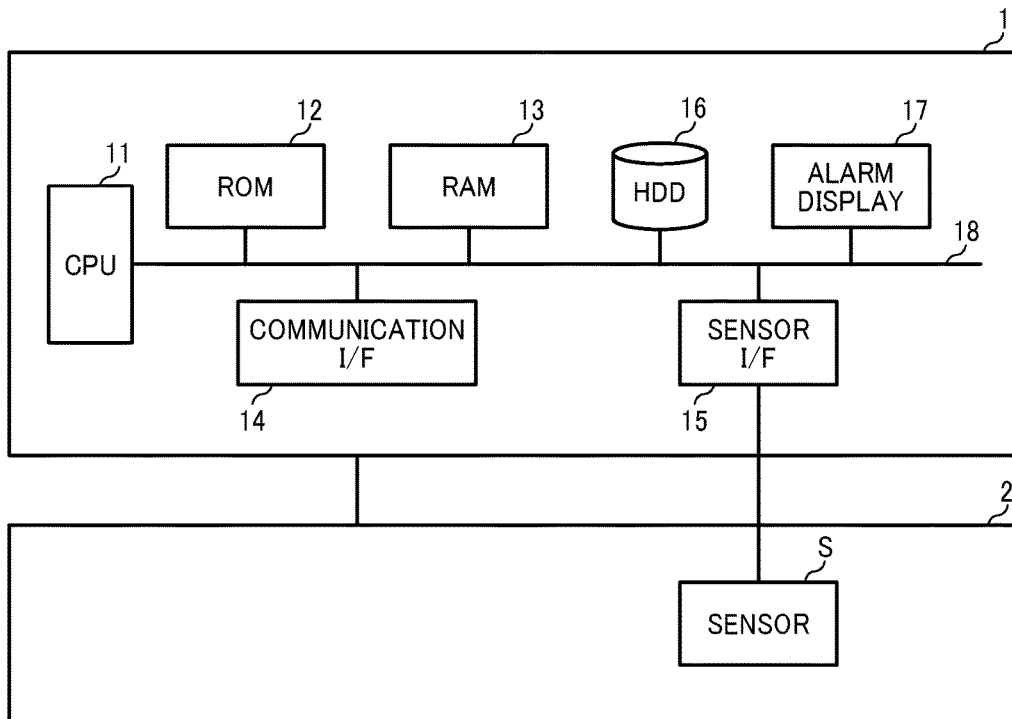 1
12
13
16
17
11
ROM
RAM
HDD
ALARM
DISPLAY
18
CPU
COMMUNICATION
I/F
SENSOR
I/F
14
15
2
S
SENSOR